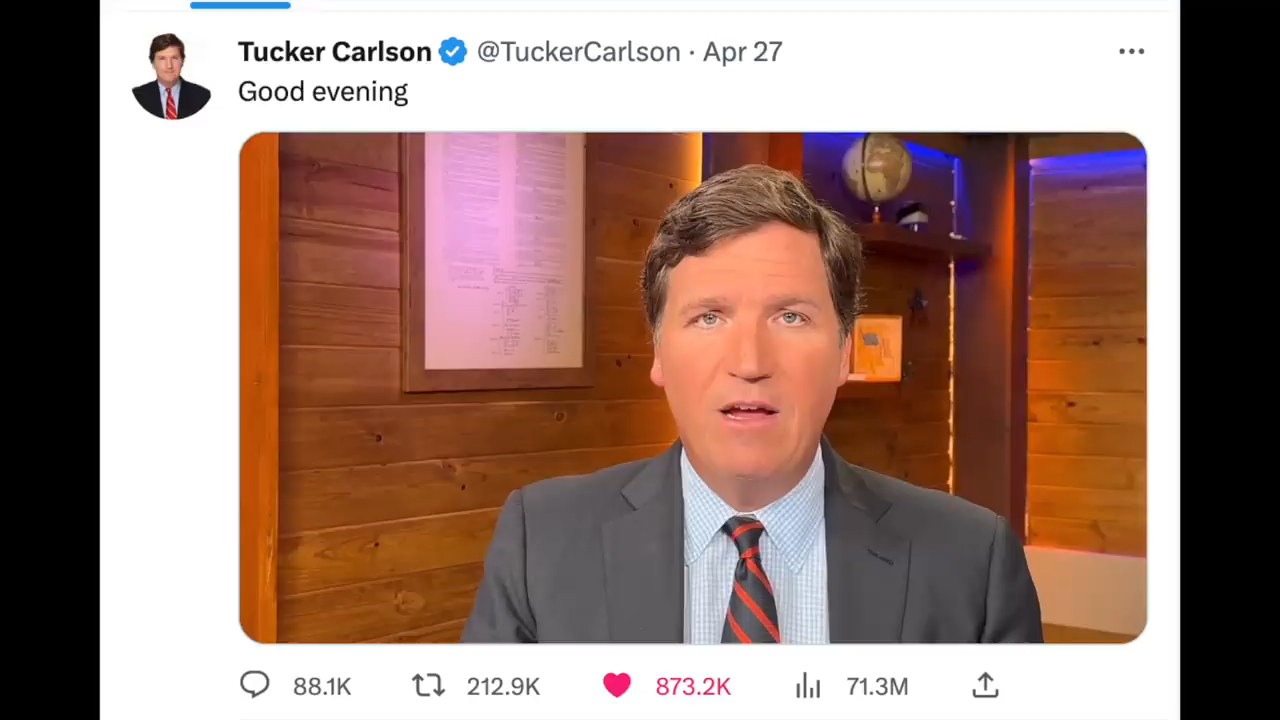 Tucker Carlson @TuckerCarlson · Apr 27
Good evening
88.1K 212.9K 873.2K 71.3M